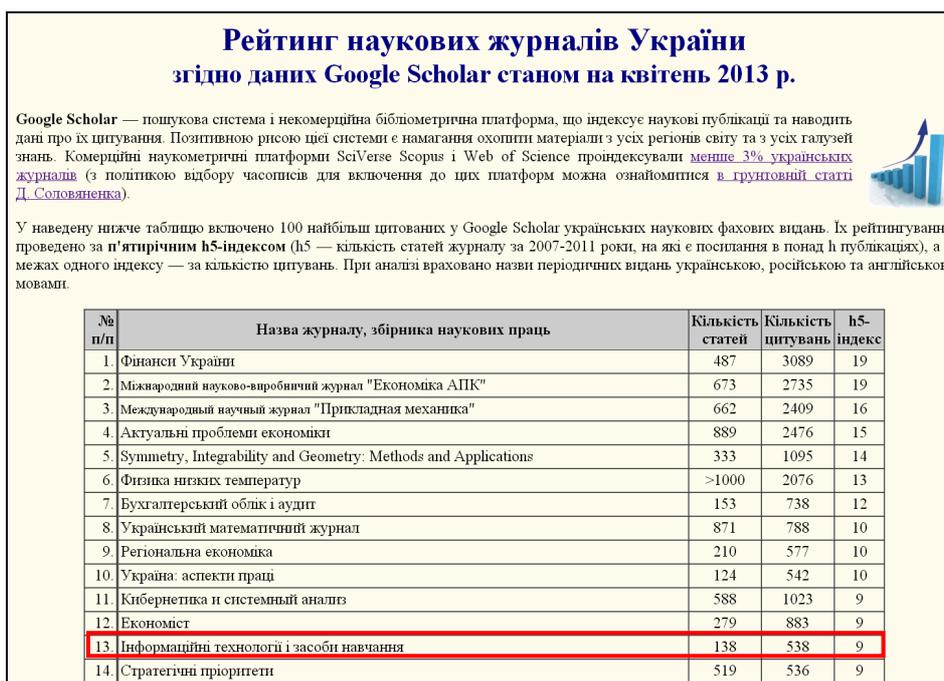 Рейтинг наукових журналів України
згідно даних Google Scholar станом на квітень 2013 р.
Google Scholar — пошукова система і некомерційна бібліометрична платформа, що індексує наукові публікації та наводить
дані про їх цитування. Позитивною рисою цієї системи є намагання охопити матеріали з усіх регіонів світу та з усіх галузей
знань. Комерційні наукометричні платформи SciVerse Scopus і Web of Science проіндексували менше 3% українських
журналів (з політикою відбору часописів для включення до цих платформ можна ознайомитися в грунтовній статті
Д. Соловяненка).
У наведену нижче таблицю включено 100 найбільш цитованих у Google Scholar українських наукових фахових видань. Їх рейтингуванн
проведено за п'ятирічним h5-індексом (h5 — кількість статей журналу за 2007-2011 роки, на які є посилання в понад h публікаціях), а
межах одного індексу — за кількістю цитувань. При аналізі враховано назви періодичних видань українською, російською та англійсько
мовами.
№ п/п Назва журналу, збірника наукових праць Кількість статей Кількість цитувань h5-індекс
1. Фінанси України 487 3089 19
2. Міжнародний науково-виробничий журнал "Економіка АПК" 673 2735 19
3. Международный научный журнал "Прикладная механика" 662 2409 16
4. Актуальні проблеми економіки 889 2476 15
5. Symmetry, Integrability and Geometry: Methods and Applications 333 1095 14
6. Физика низких температур >1000 2076 13
7. Бухгалтерський облік і аудит 153 738 12
8. Український математичний журнал 871 788 10
9. Регіональна економіка 210 577 10
10. Україна: аспекти праці 124 542 10
11. Кибернетика и системный анализ 588 1023 9
12. Економіст 279 883 9
13. Інформаційні технології і засоби навчання 138 538 9
14. Стратегічні пріоритети 519 536 9